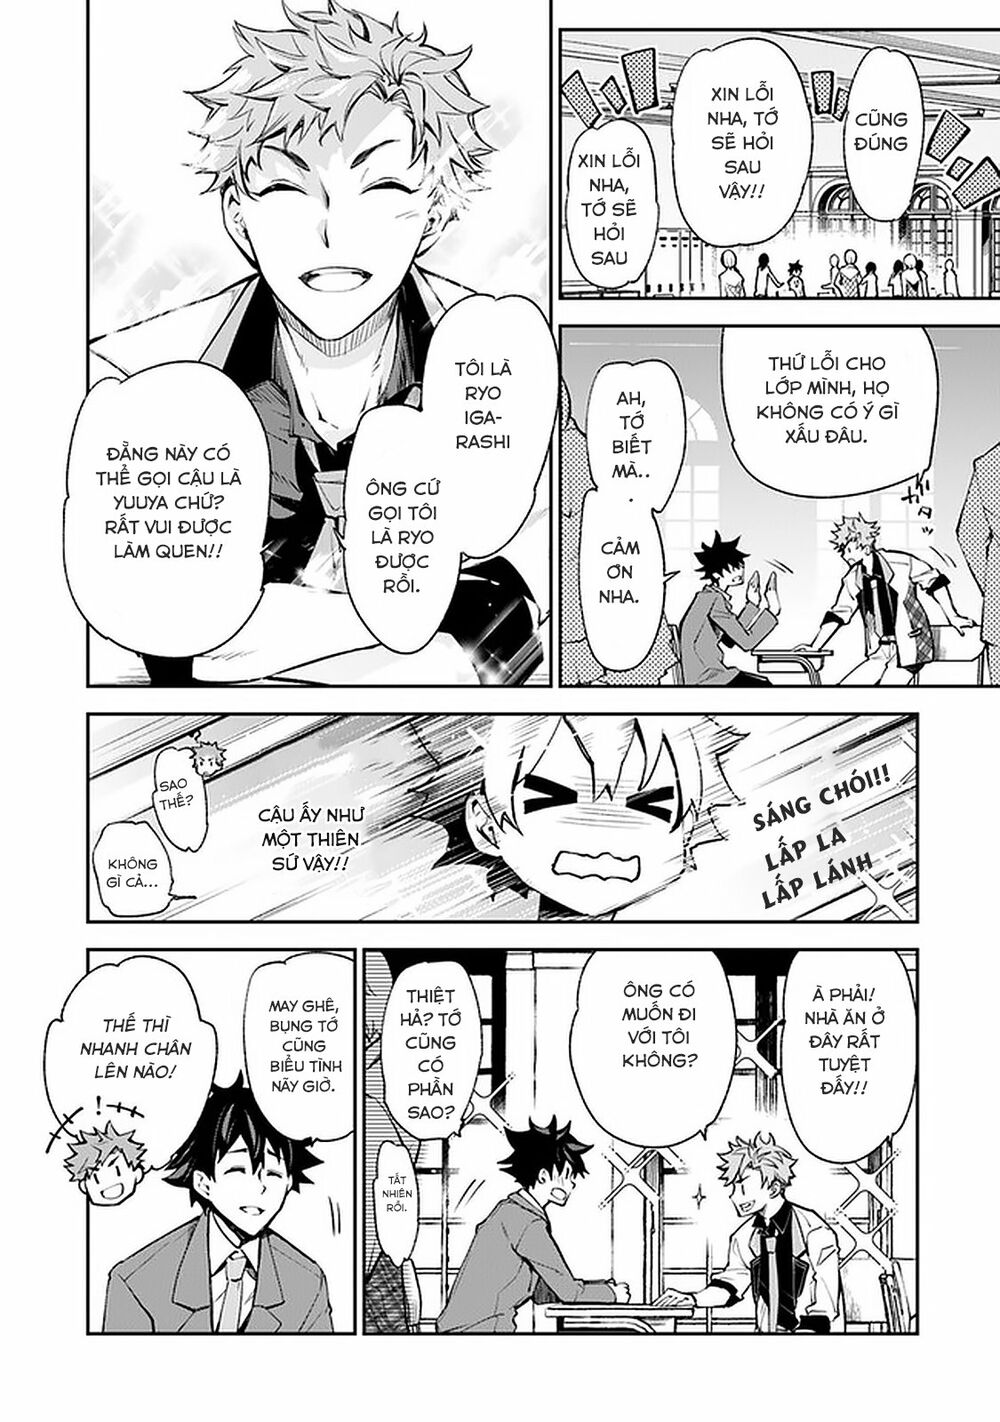 CŨNG
ĐÚNG
XIN LỖI
NHA, TỚ
SẼ HỎI
SAU
VẬY!!
XIN LỖI
NHA,
TỚ SẼ
HỎI
SAU
THỨ LỖI CHO
LỚP MÌNH, HỌ
KHÔNG CÓ Ý GÌ
XẤU ĐÂU.
AH,
TỚ
BIẾT
MÀ..
.
CẢM
ƠN
NHA.
TÔI LÀ
RYO
IGA-
RASHI
ÔNG CỨ
GỌI TÔI
LÀ RYO
ĐƯỢC
RỒI.
ĐẰNG NÀY CÓ
THỂ GỌI CẬU LÀ
YUUYA CHỨ?
RẤT VUI ĐƯỢC
LÀM QUEN!!
SÁNG CHÓI!!
LẤP LA
LẤP LÁNH
CẬU ẤY NHƯ
MỘT THIÊN
SỨ VẬY!!
SAO
THẾ?
KHÔNG
GÌ CẢ...
À PHẢI!
NHÀ ĂN Ở
ĐÂY RẤT
TUYỆT
ĐẤY!!
ÔNG CÓ
MUỐN ĐI
VỚI TÔI
KHÔNG?
THIỆT
HẢ? TỚ
CŨNG
CÓ
PHẦN
SAO?
TẤT
NHIÊN
RỒI.
MAY GHÊ,
BỤNG TỚ
CŨNG
BIỂU TÌNH
NÃY GIỜ.
THẾ THÌ
NHANH CHÂN
LÊN NÀO!
!